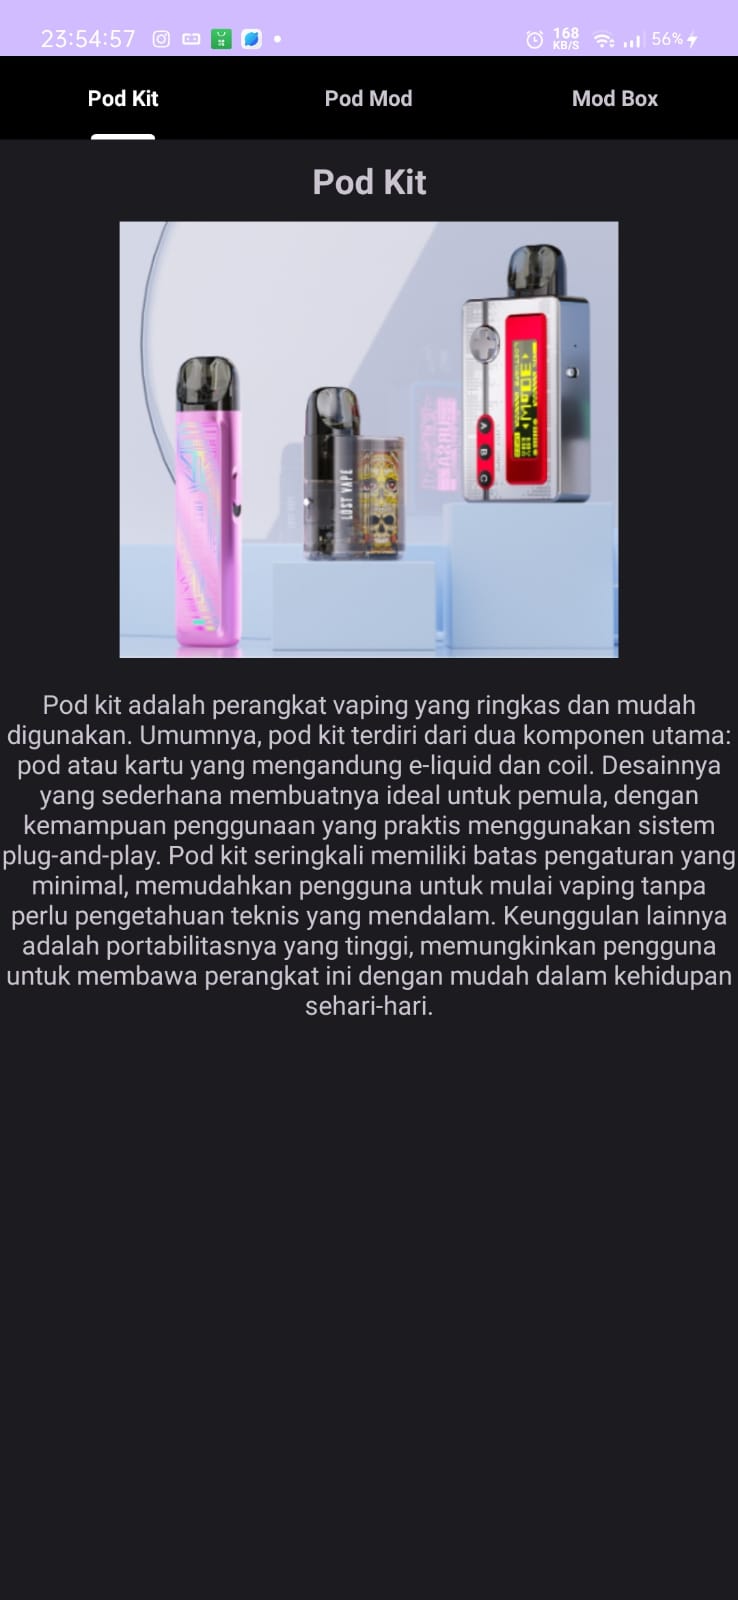 23:54:57
168
KB/S
56%
Pod Kit
Pod Mod
Mod Box
Pod Kit
LOST VAPE
A
B
C
Pod kit adalah perangkat vaping yang ringkas dan mudah
digunakan. Umumnya, pod kit terdiri dari dua komponen utama:
pod atau kartu yang mengandung e-liquid dan coil. Desainnya
yang sederhana membuatnya ideal untuk pemula, dengan
kemampuan penggunaan yang praktis menggunakan sistem
plug-and-play. Pod kit seringkali memiliki batas pengaturan yang
minimal, memudahkan pengguna untuk mulai vaping tanpa
perlu pengetahuan teknis yang mendalam. Keunggulan lainnya
adalah portabilitasnya yang tinggi, memungkinkan pengguna
untuk membawa perangkat ini dengan mudah dalam kehidupan
sehari-hari.